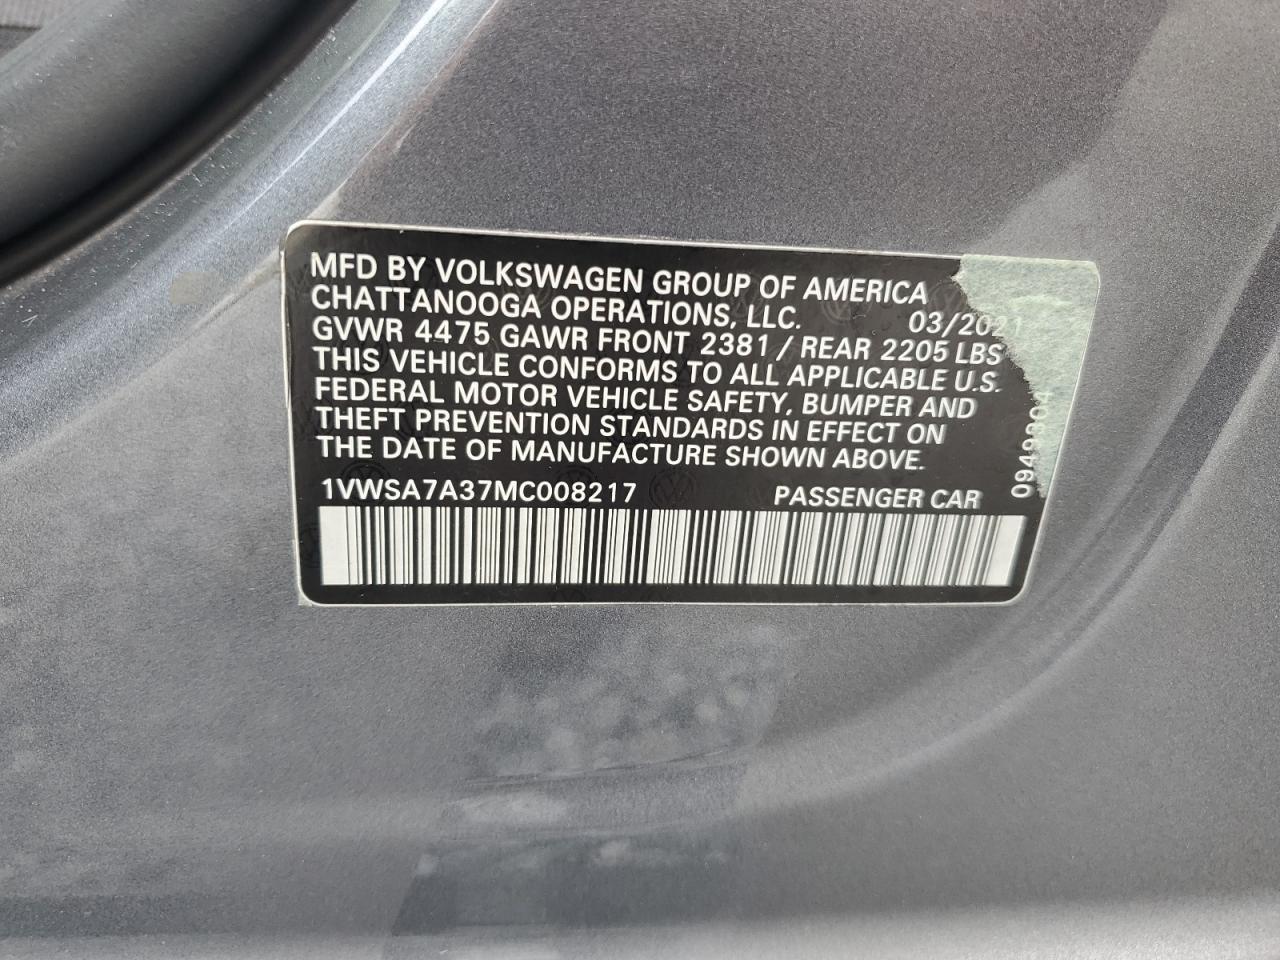 MFD BY VOLKSWAGEN GROUP OF AMERICA
CHATTANOOGA OPERATIONS, LLC. 03/2021
GVWR 4475 GAWR FRONT 2381 / REAR 2205 LBS
THIS VEHICLE CONFORMS TO ALL APPLICABLE U.S.
FEDERAL MOTOR VEHICLE SAFETY, BUMPER AND
THEFT PREVENTION STANDARDS IN EFFECT ON
THE DATE OF MANUFACTURE SHOWN ABOVE.
1VWSA7A37MC008217 PASSENGER CAR
0949304